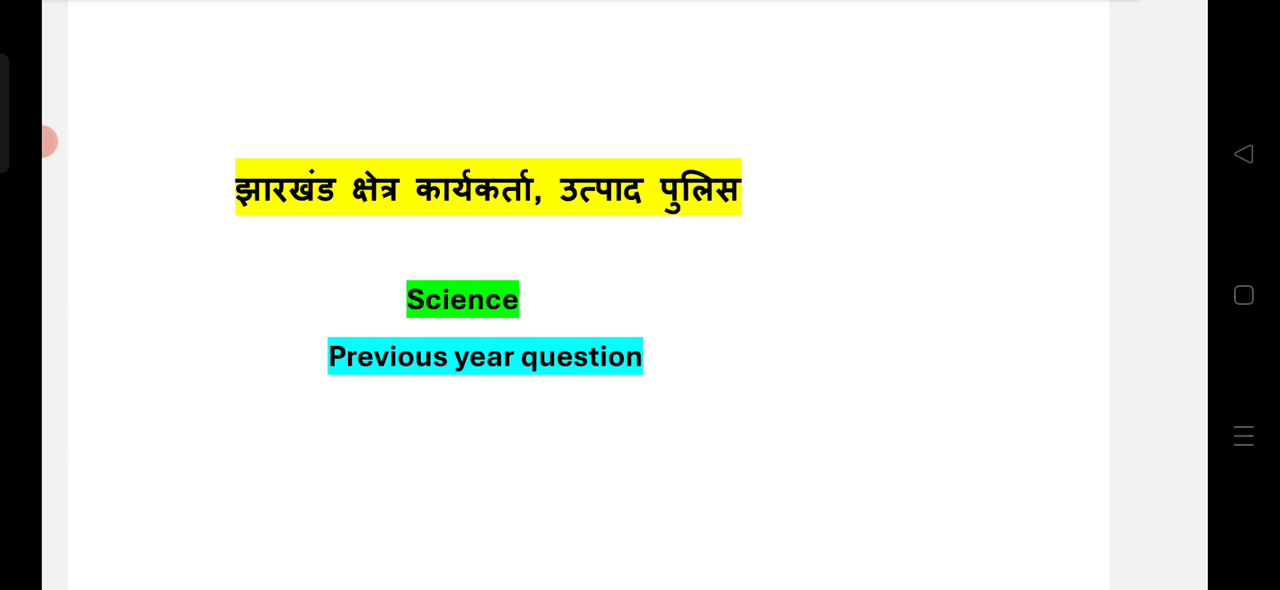 झारखंड क्षेत्र कार्यकर्ता, उत्पाद पुलिस
Science
Previous year question